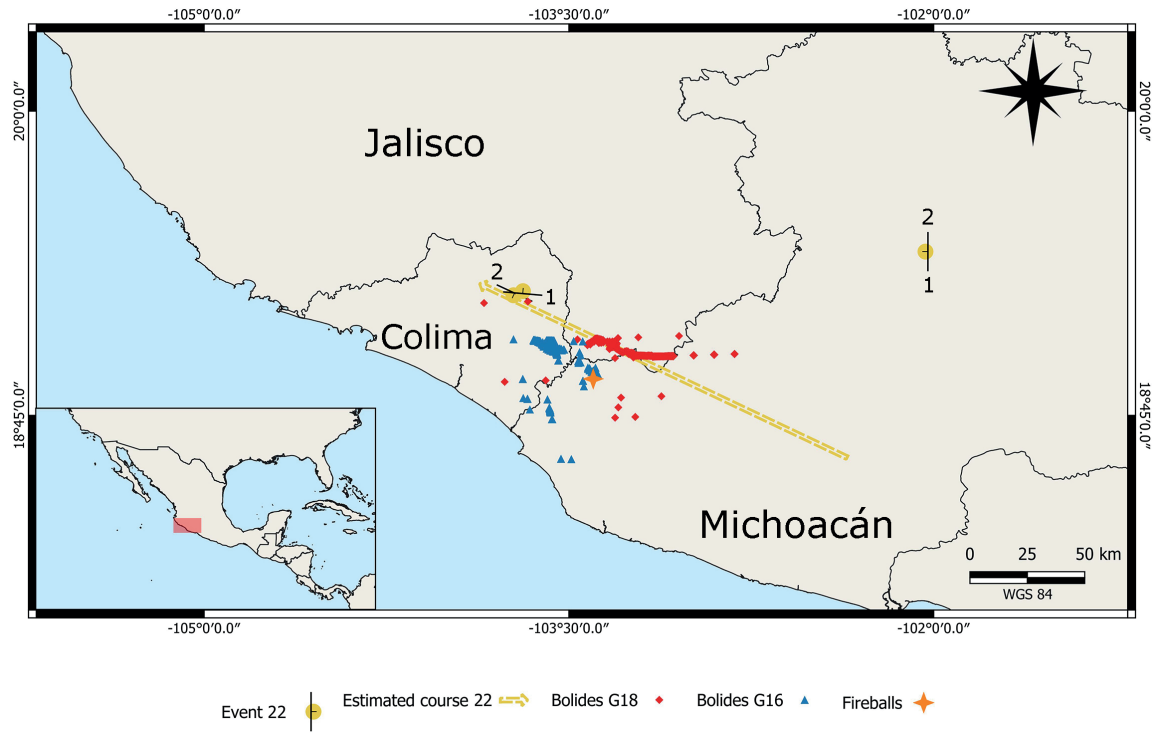 -105°0′0.0″ -103°30′0.0″ -102°0′0.0″
20°0′0.0″ 20°0′0.0″
Jalisco
2
1
2
1
Colima
18°45′0.0″ 18°45′0.0″
Michoacán
0 25 50 km
WGS 84
-105°0′0.0″ -103°30′0.0″ -102°0′0.0″
Event 22 Estimated course 22 Bolides G18 Bolides G16 Fireballs